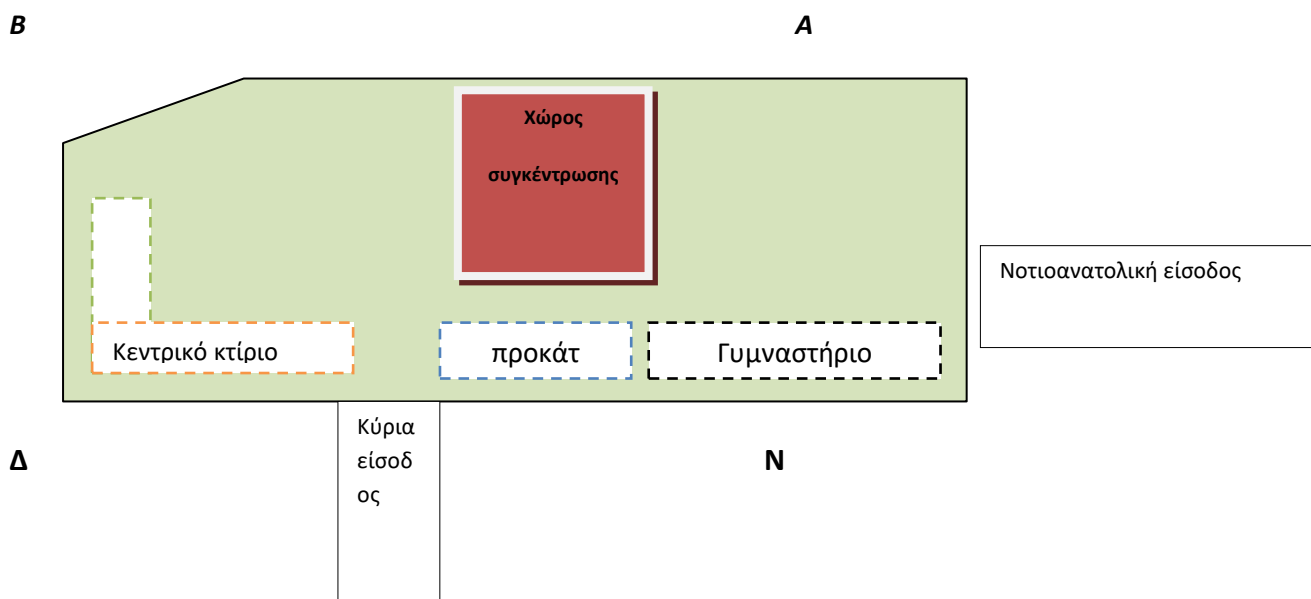 Β
Α
Χώρος
συγκέντρωσης
Νοτιοανατολική είσοδος
Κεντρικό κτίριο
προκάτ
Γυμναστήριο
Κύρια
είσοδ
ος
Δ
Ν